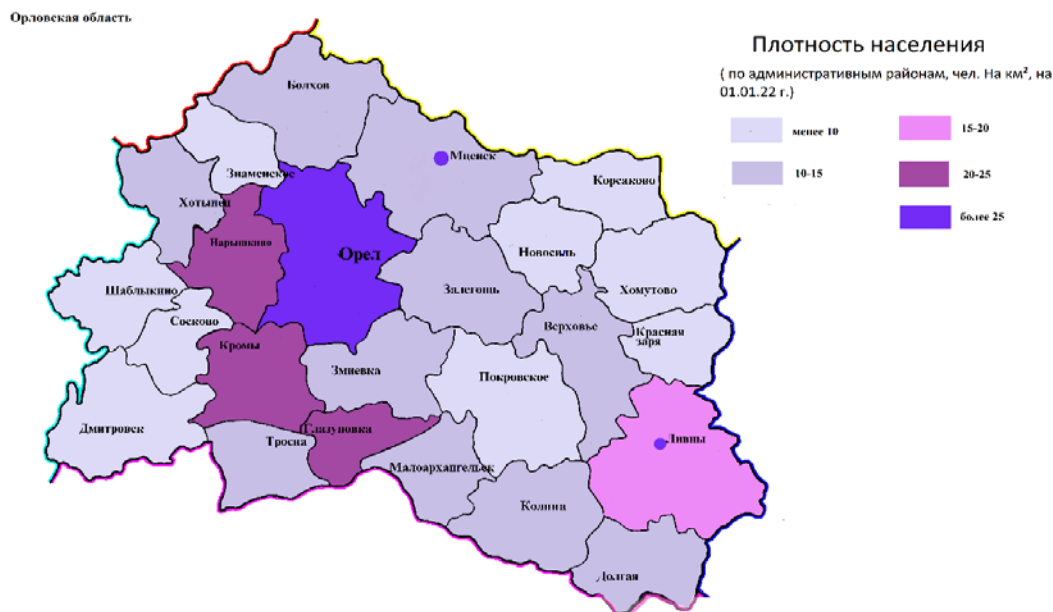 Орловская область
Плотность населения
( по административным районам, чел. На км², на
01.01.22 г.)
менее 10
15-20
10-15
20-25
более 25
Болхов
Мценск
Знаменское
Корсаково
Хотынец
Нарышкино
Орел
Новосиль
Залегощь
Шаблыкино
Хомутово
Сосково
Верховье
Красная
заря
Кромы
Змиевка
Покровское
Дмитровск
Глазуновка
Тросна
Ливны
Малоархангельск
Колпна
Долгая